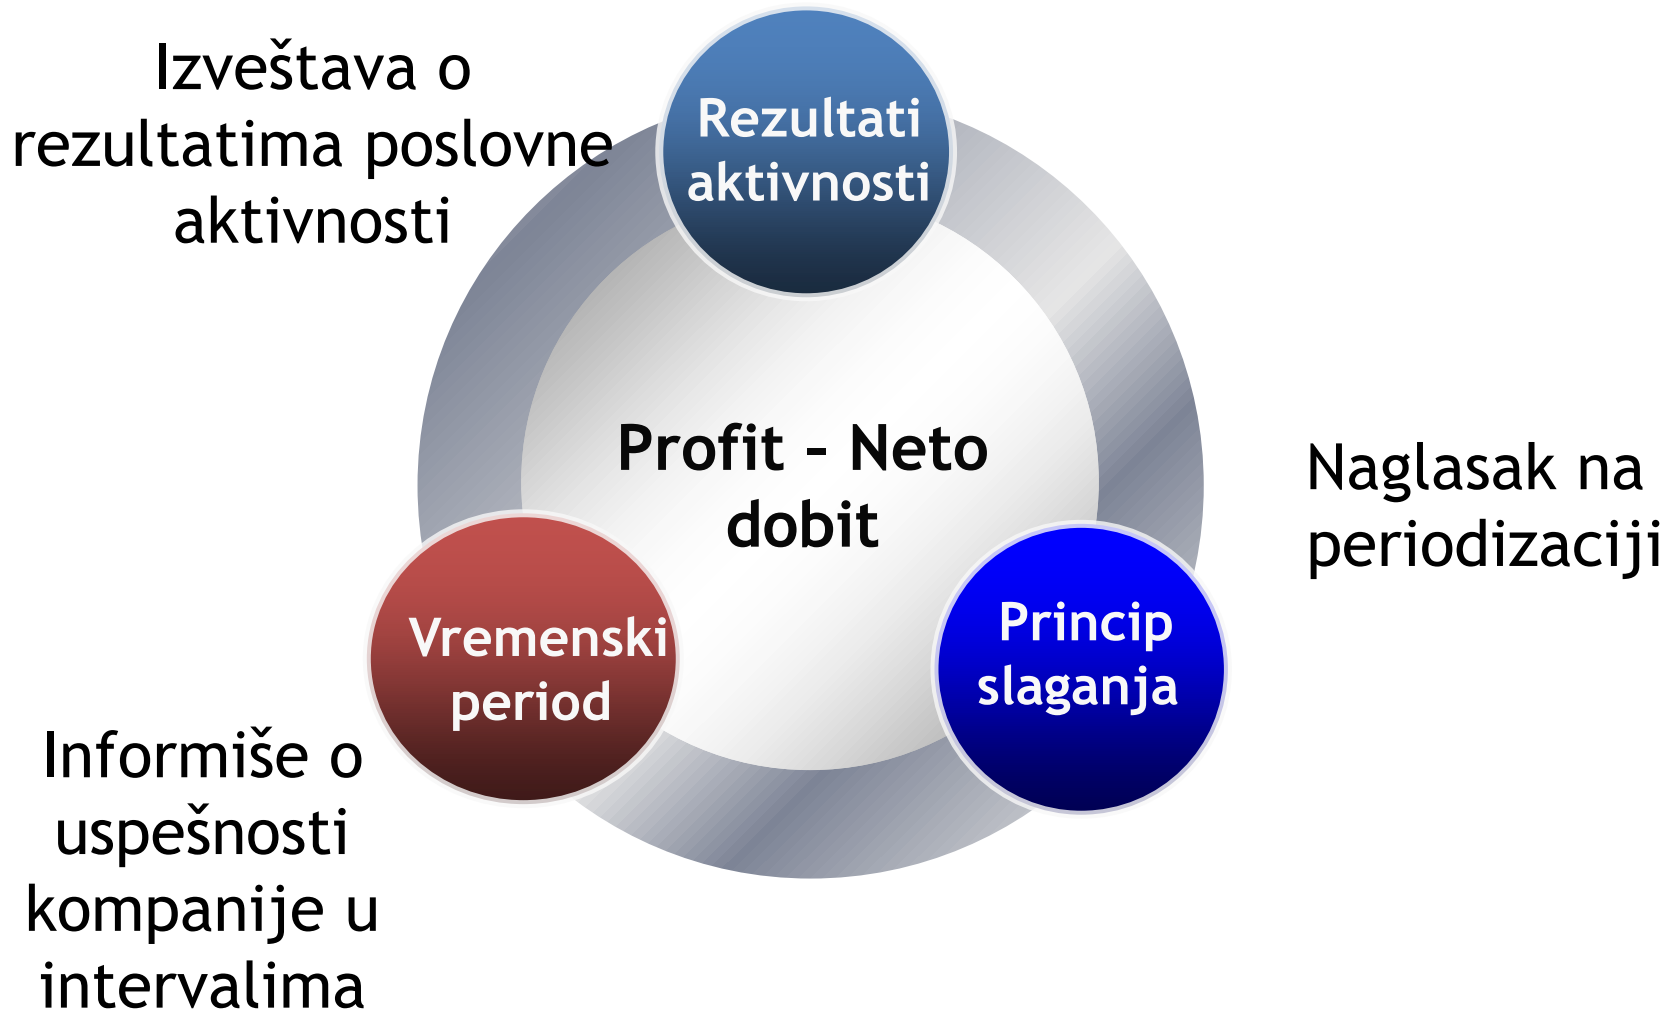 Izveštava o
rezultatima poslovne
aktivnosti
Rezultati
aktivnosti
Profit – Neto
dobit
Naglasak na
periodizaciji
Vremenski
period
Princip
slaganja
Informiše o
uspešnosti
kompanije u
intervalima